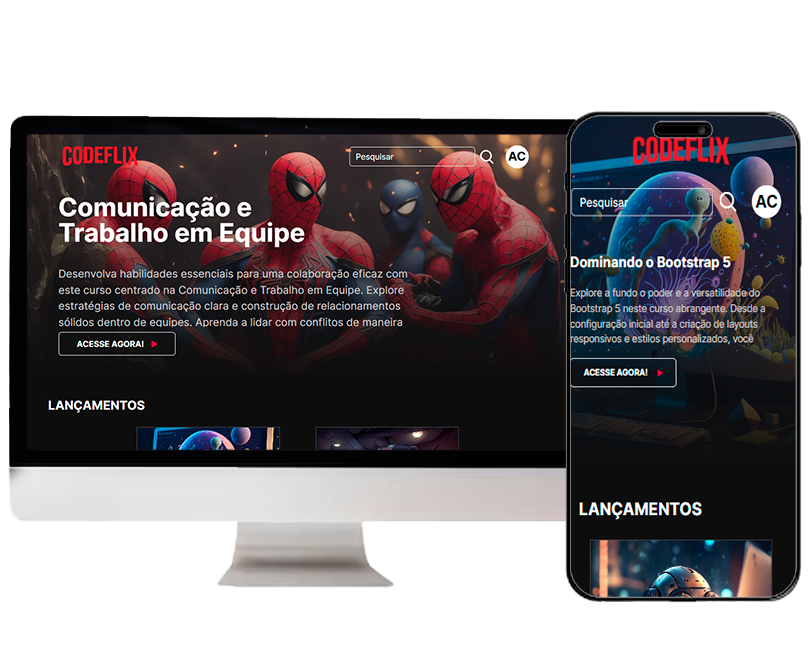 CODEFLIX
Pesquisar
AC
Comunicação e
Trabalho em Equipe
Desenvolva habilidades essenciais para uma colaboração eficaz com
este curso centrado na Comunicação e Trabalho em Equipe. Explore
estratégias de comunicação clara e construção de relacionamentos
sólidos dentro de equipes. Aprenda a lidar com conflitos de maneira
ACESSE AGORA!
LANÇAMENTOS
CODEFLIX
Pesquisar
AC
Dominando o Bootstrap 5
Explore a fundo o poder e a versatilidade do
Bootstrap 5 neste curso abrangente. Desde a
configuração inicial até a criação de layouts
responsivos e estilos personalizados, você
ACESSE AGORA!
LANÇAMENTOS